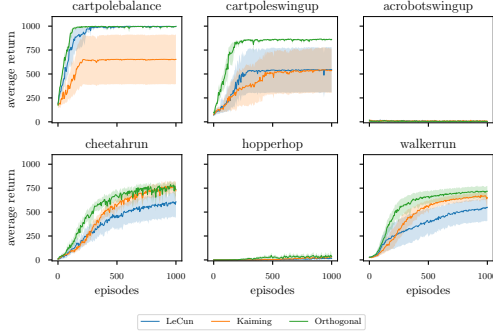 cartpolebalance
cartpoleswingup
acrobotswingup
average return
1000
750
500
250
0
cheetahrun
hopperhop
walkerrun
average return
1000
750
500
250
0
0
500
1000
0
500
1000
0
500
1000
episodes
episodes
episodes
LeCun
Kaiming
Orthogonal